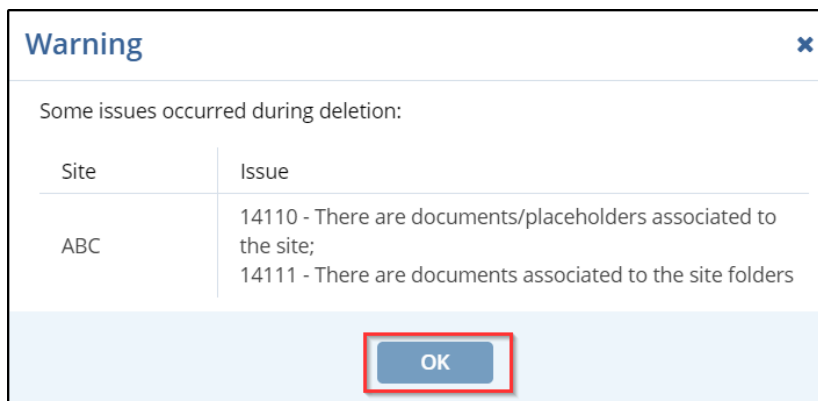 Warning
Some issues occurred during deletion:
Site
Issue
ABC
14110 - There are documents/placeholders associated to
the site;
14111 - There are documents associated to the site folders
OK